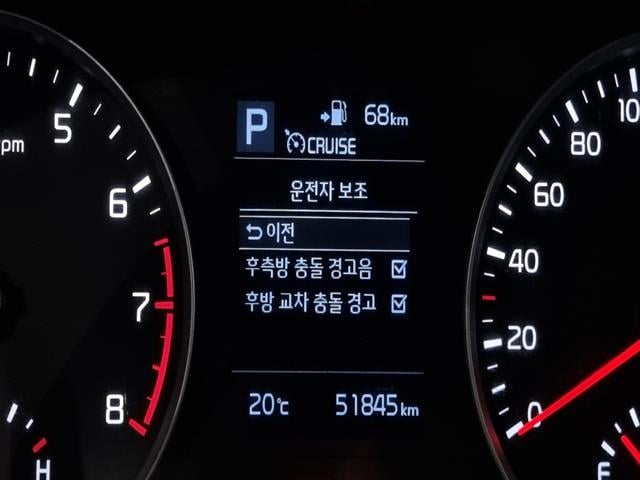 P
68km
CRUISE
운전자 보조
이전
후측방 충돌 경고음
후방 교차 충돌 경고
20℃
51845km
5
6
7
8
pm
H
0
20
40
60
80
10